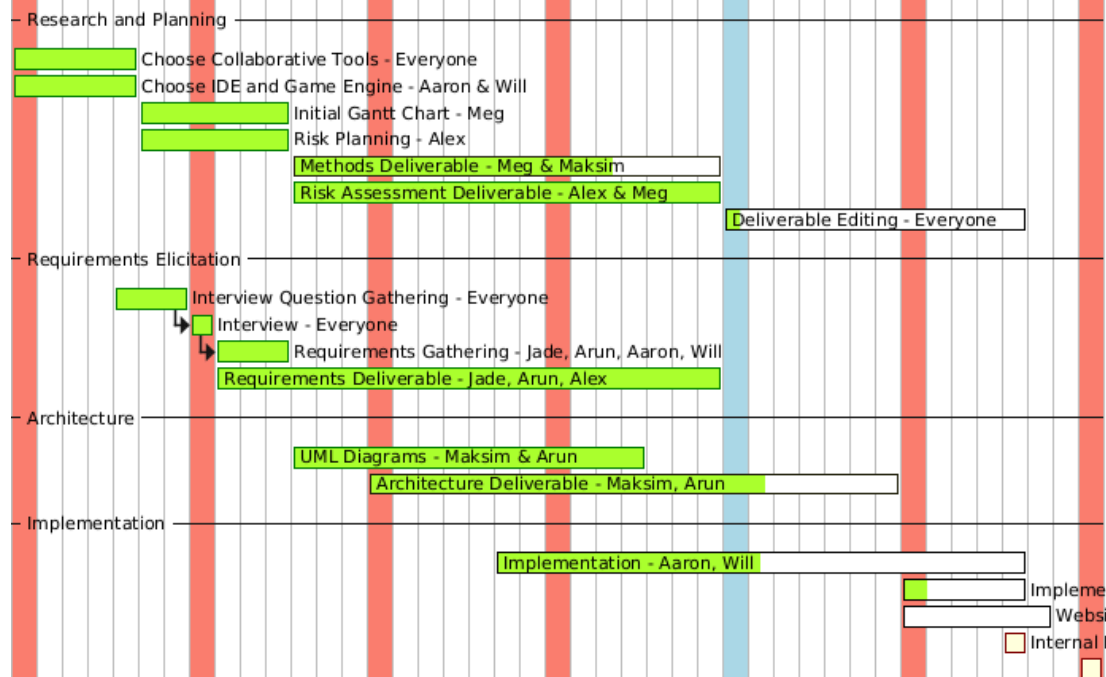 Research and Planning
Choose Collaborative Tools - Everyone
Choose IDE and Game Engine - Aaron & Will
Initial Gantt Chart - Meg
Risk Planning - Alex
Methods Deliverable - Meg & Maksim
Risk Assessment Deliverable - Alex & Meg
Deliverable Editing - Everyone
Requirements Elicitation
Interview Question Gathering - Everyone
Interview - Everyone
Requirements Gathering - Jade, Arun, Aaron, Will
Requirements Deliverable - Jade, Arun, Alex
Architecture
UML Diagrams - Maksim & Arun
Architecture Deliverable - Maksim, Arun
Implementation
Implementation - Aaron, Will
Impleme
Websi
Internal